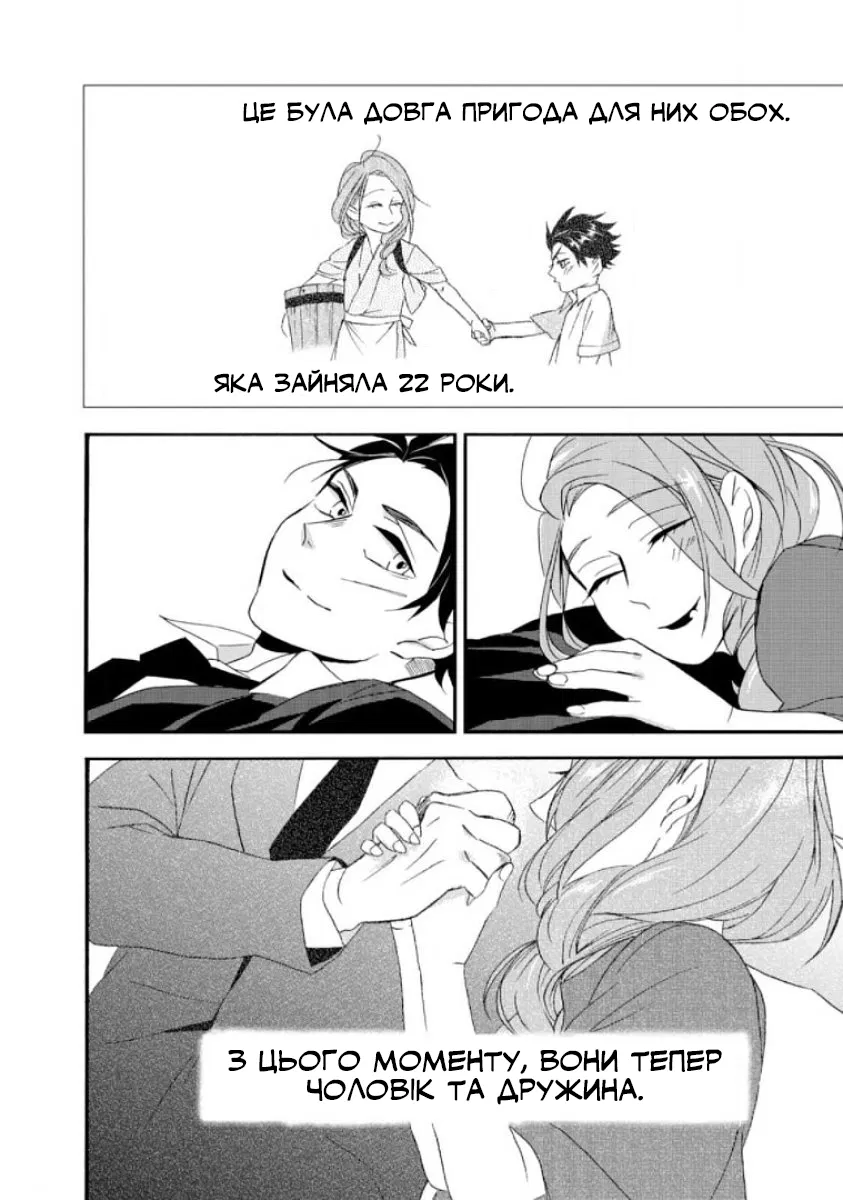 ЦЕ БУЛА ДОВГА ПРИГОДА ДЛЯ НИХ ОБОХ.
ЯКА ЗАЙНЯЛА 22 РОКИ.
З ЦЬОГО МОМЕНТУ, ВОНИ ТЕПЕР
ЧОЛОВІК ТА ДРУЖИНА.